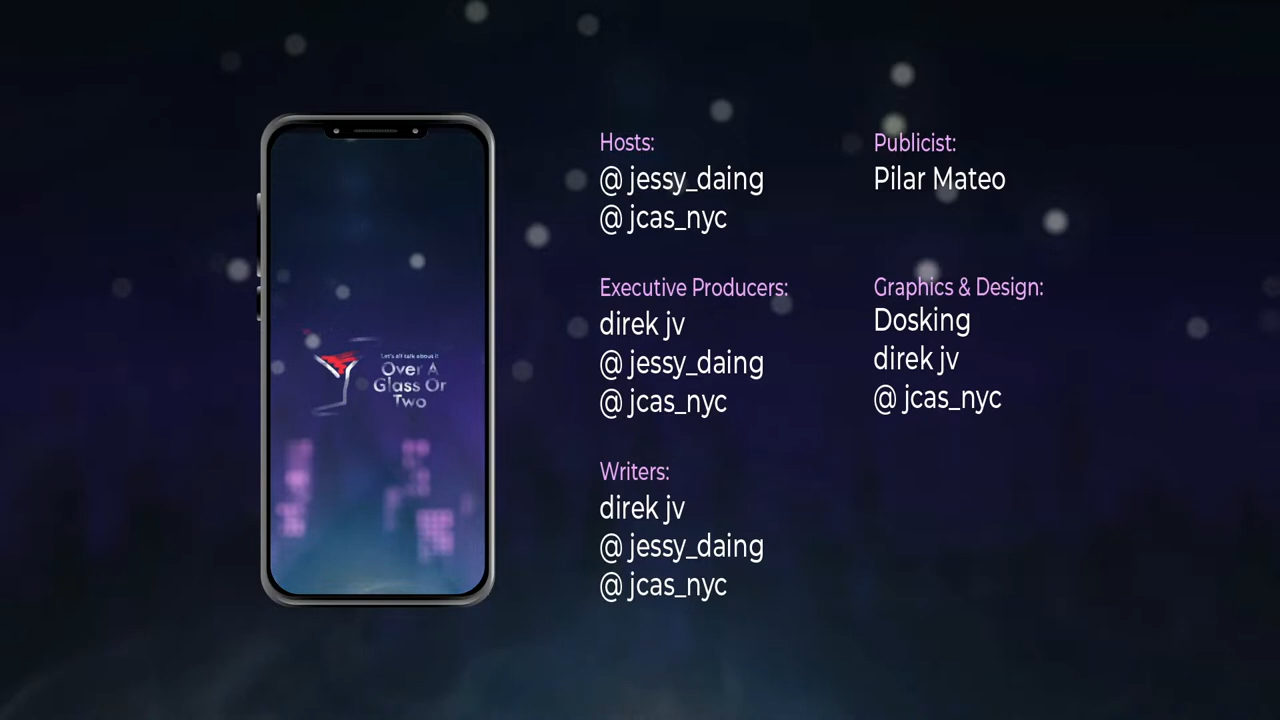 Let's all talk about it
Over A
Glass Or
Two
Hosts:
@ jessy_daing
@ jcas_nyc
Executive Producers:
direk jv
@ jessy_daing
@ jcas_nyc
Writers:
direk jv
@ jessy_daing
@ jcas_nyc
Publicist:
Pilar Mateo
Graphics & Design:
Dosking
direk jv
@ jcas_nyc